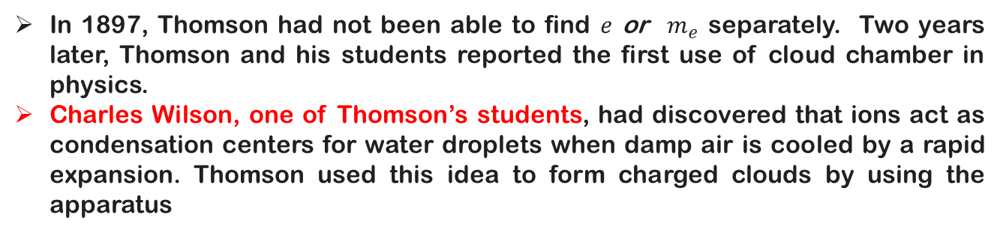 ➢ In 1897, Thomson had not been able to find e or mₑ separately. Two years
later, Thomson and his students reported the first use of cloud chamber in
physics.
➢ Charles Wilson, one of Thomson's students, had discovered that ions act as
condensation centers for water droplets when damp air is cooled by a rapid
expansion. Thomson used this idea to form charged clouds by using the
apparatus